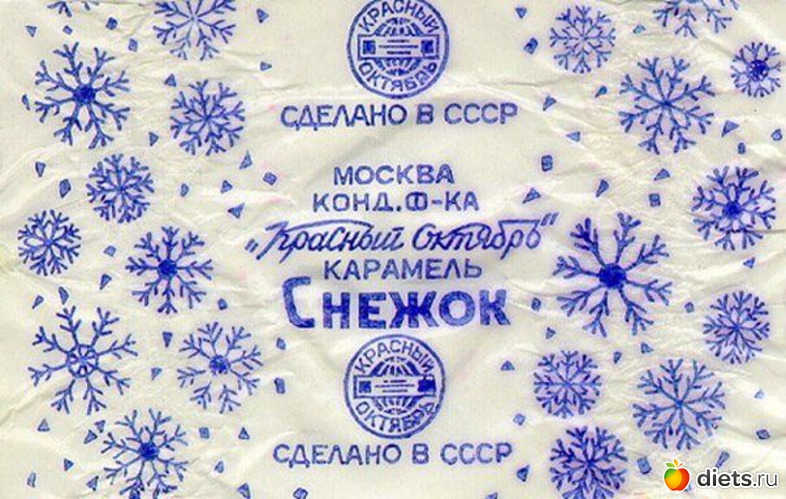 КРАСНЫЙ
ОКТЯБРЬ
СДЕЛАНО В СССР
МОСКВА
КОНД. Ф-КА
„Красный Октябрь"
КАРАМЕЛЬ
СНЕЖОК
КРАСНЫЙ
ОКТЯБРЬ
СДЕЛАНО В СССР
diets.ru